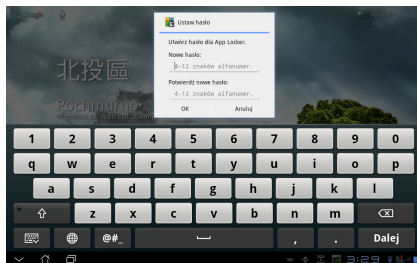 Google
Ustaw hasło
Utwórz hasło dla App Locker.
Nowe hasło:
4-12 znaków alfanumer.
Potwierdź nowe hasło:
4-12 znaków alfanumer.
OK Anuluj
北投區
Pochmurno
1 2 3 4 5 6 7 8 9 0
q w e r t y u i o p
a s d f g h j k l
z x c v b n m
@#_ , . Dalej
3:29